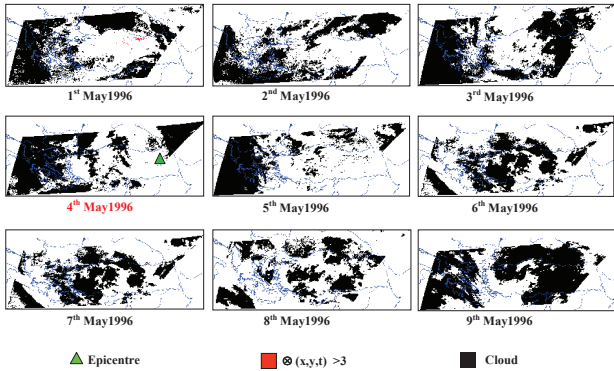 1st May1996
2nd May1996
3rd May1996
4th May1996
5th May1996
6th May1996
7th May1996
8th May1996
9th May1996
Epicentre
⊗ (x,y,t) >3
Cloud